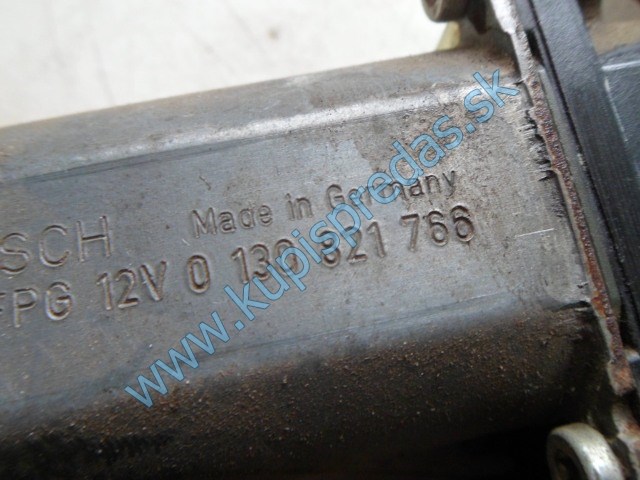 SCH Made in Germany
FPG 12V 0 130 821 766
www.kupispredas.sk